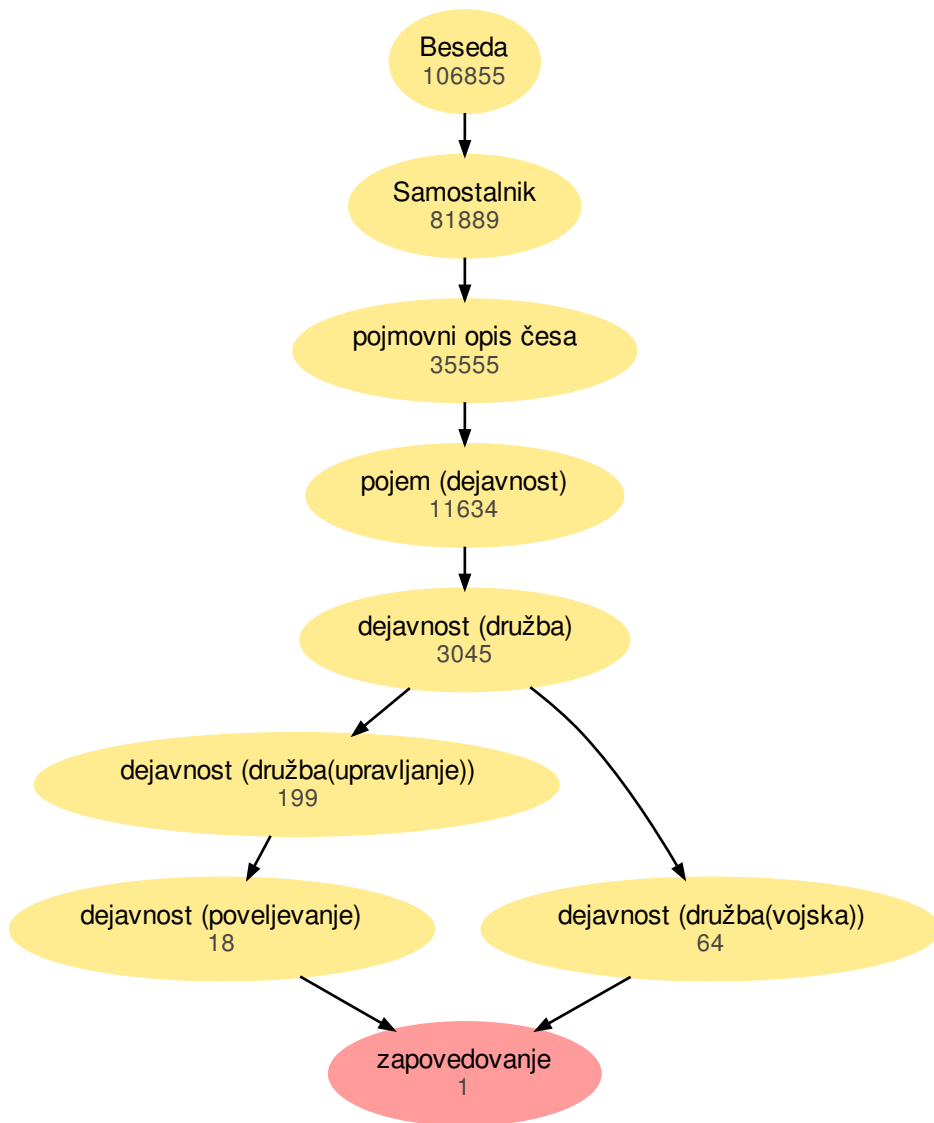 Beseda
106855
Samostalnik
81889
pojmovni opis česa
35555
pojem (dejavnost)
11634
dejavnost (družba)
3045
dejavnost (družba(upravljanje))
199
dejavnost (poveljevanje)
18
dejavnost (družba(vojska))
64
zapovedovanje
1